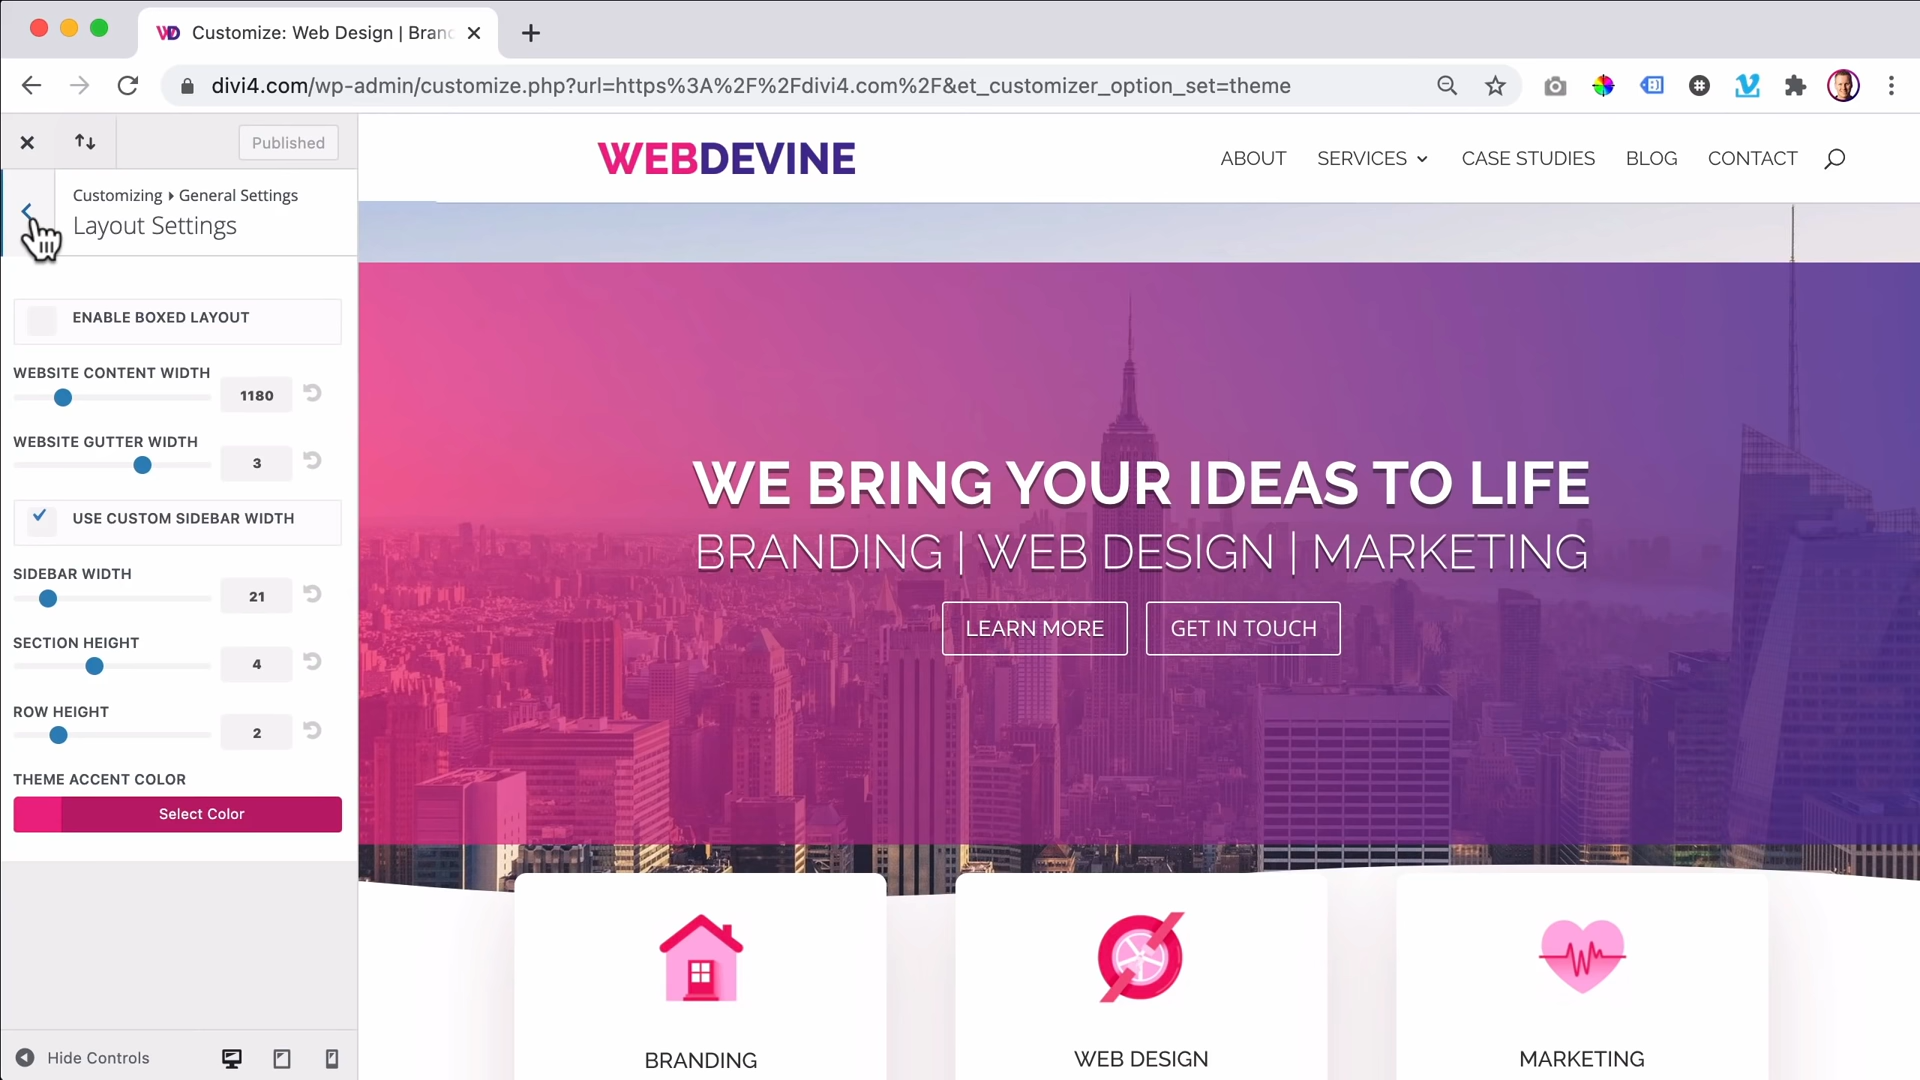 Customize: Web Design | Bran
divi4.com/wp-admin/customize.php?url=https%3A%2F%2Fdivi4.com%2F&et_customizer_option_set=theme
Published
Customizing ▸ General Settings
Layout Settings
ENABLE BOXED LAYOUT
WEBSITE CONTENT WIDTH
1180
WEBSITE GUTTER WIDTH
3
USE CUSTOM SIDEBAR WIDTH
SIDEBAR WIDTH
21
SECTION HEIGHT
4
ROW HEIGHT
2
THEME ACCENT COLOR
Select Color
Hide Controls
WEBDEVINE
ABOUT SERVICES CASE STUDIES BLOG CONTACT
WE BRING YOUR IDEAS TO LIFE
BRANDING | WEB DESIGN | MARKETING
LEARN MORE GET IN TOUCH
BRANDING WEB DESIGN MARKETING